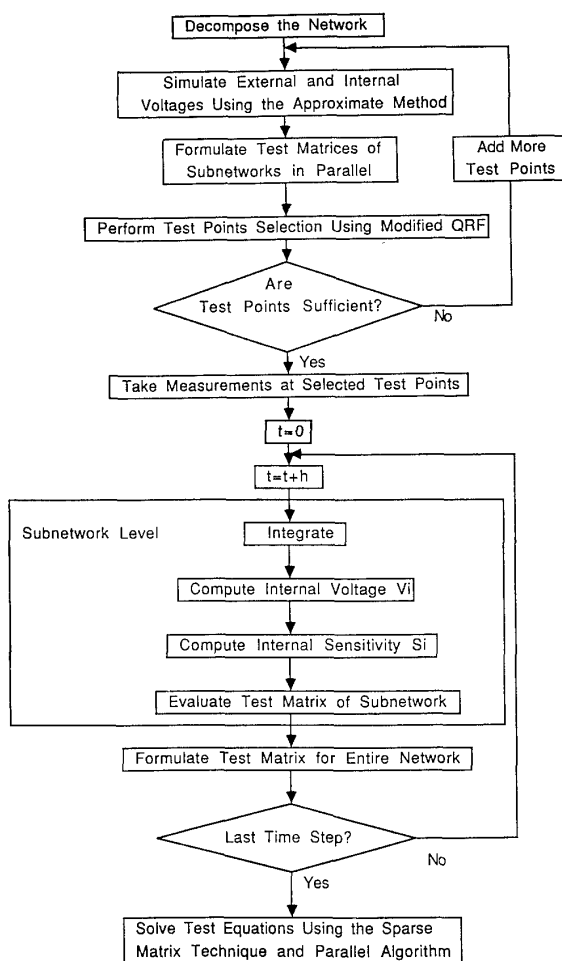 Decompose the Network
Simulate External and Internal
Voltages Using the Approximate Method
Formulate Test Matrices of
Subnetworks in Parallel
Add More
Test Points
Perform Test Points Selection Using Modified QRF
Are
Test Points Sufficient?
No
Yes
Take Measurements at Selected Test Points
t=0
t=t+h
Subnetwork Level
Integrate
Compute Internal Voltage Vi
Compute Internal Sensitivity Si
Evaluate Test Matrix of Subnetwork
Formulate Test Matrix for Entire Network
Last Time Step?
No
Yes
Solve Test Equations Using the Sparse
Matrix Technique and Parallel Algorithm